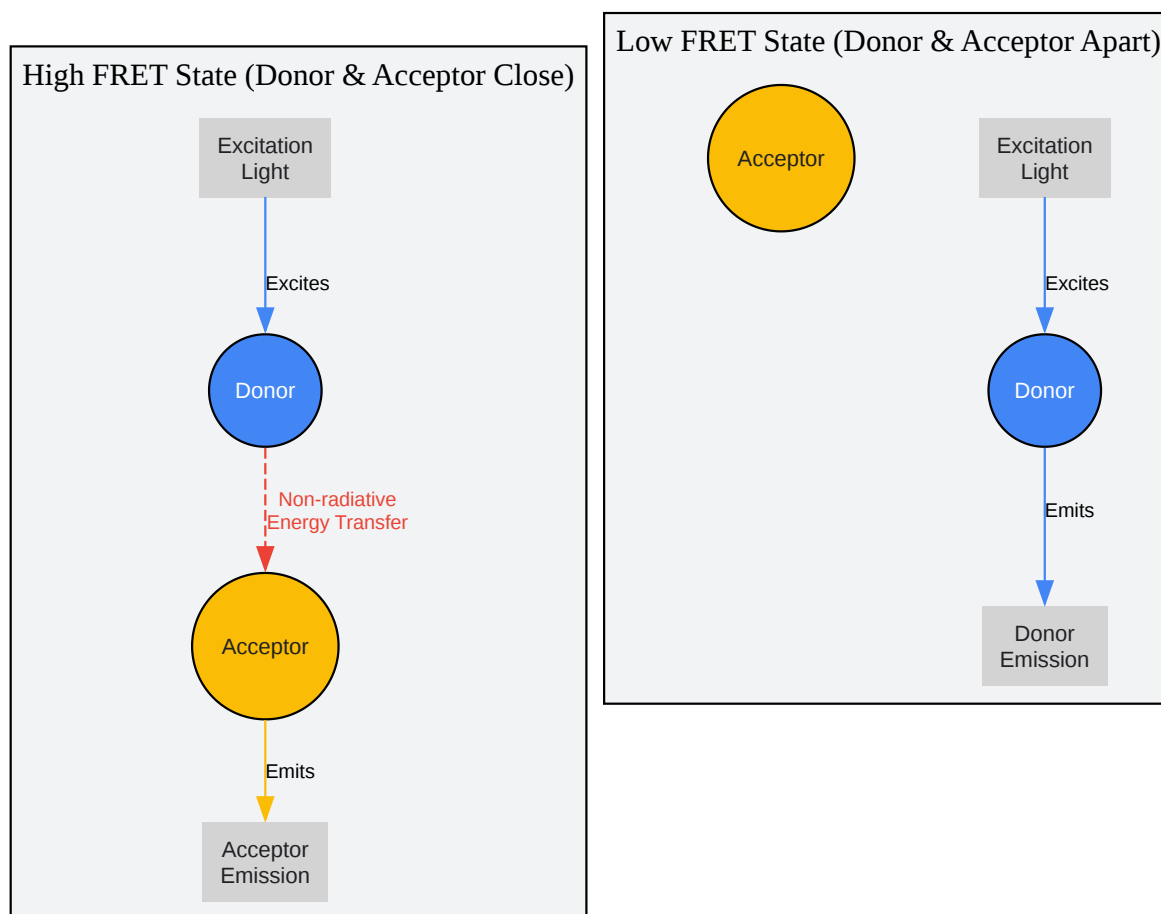 High FRET State (Donor & Acceptor Close)
Excitation
Light
Excites
Donor
Non-radiative
Energy Transfer
Acceptor
Emits
Acceptor
Emission
Low FRET State (Donor & Acceptor Apart)
Acceptor
Excitation
Light
Excites
Donor
Emits
Donor
Emission